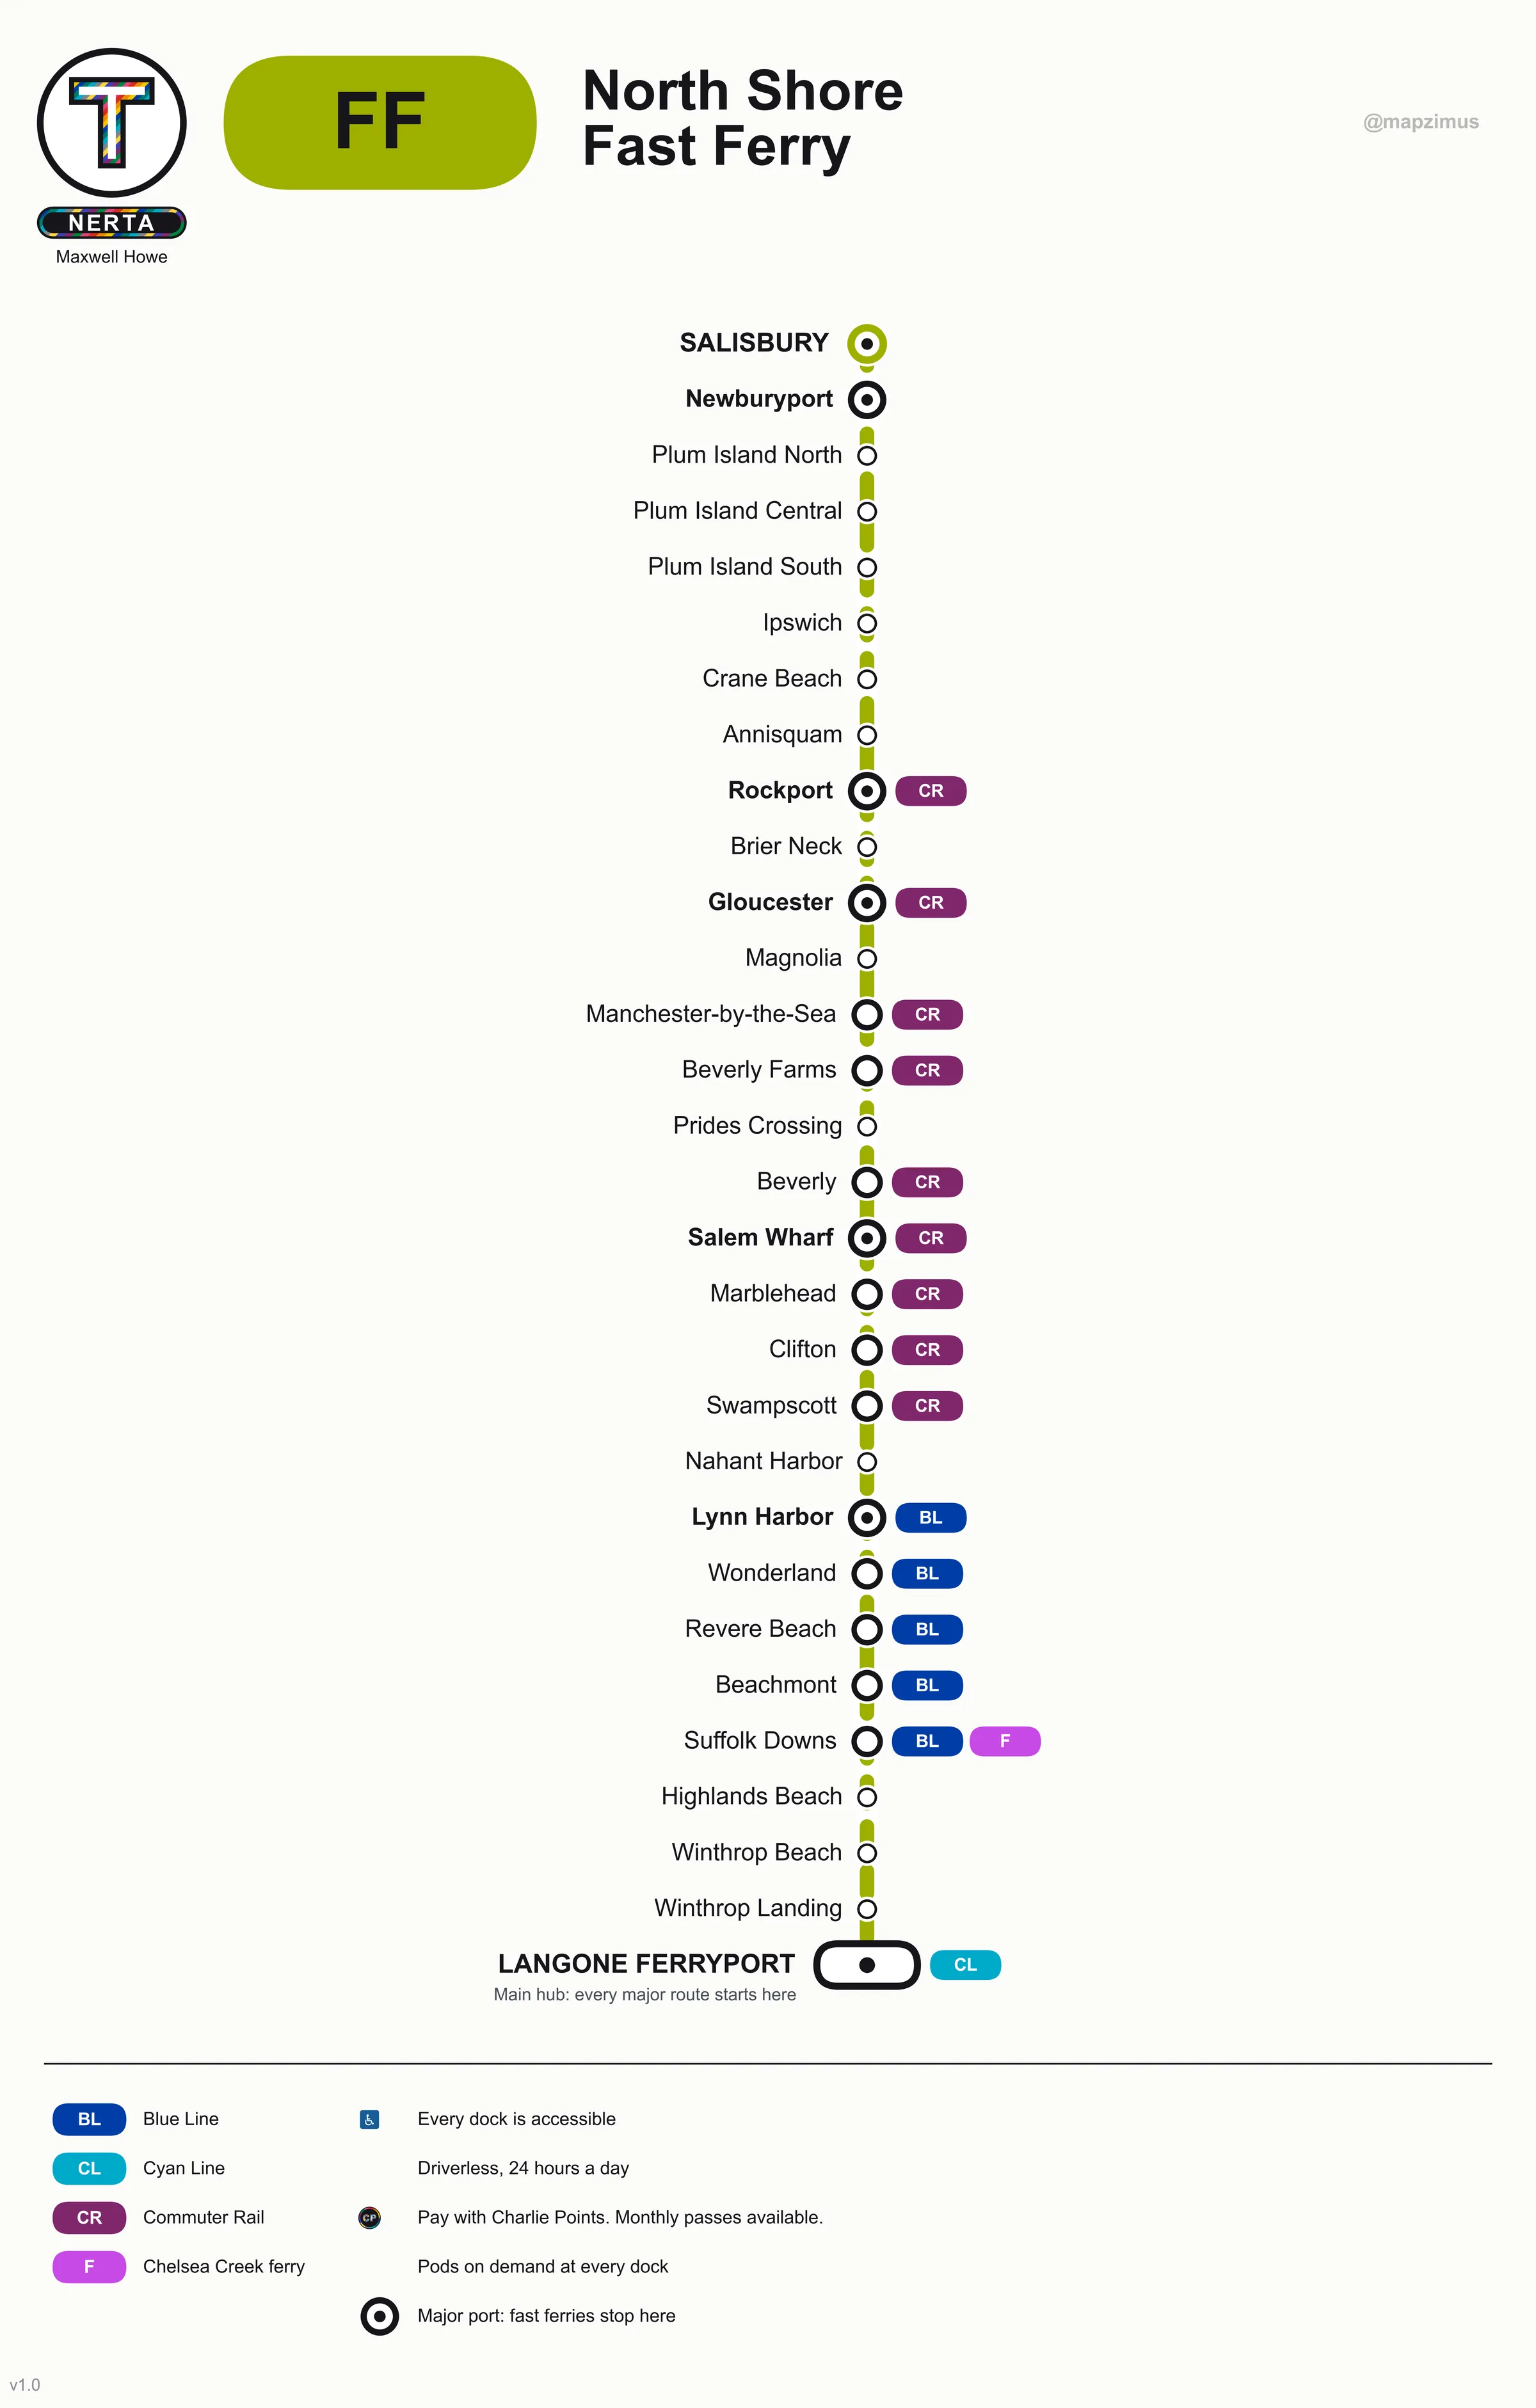 T
NERTA
Maxwell Howe
FF
North Shore
Fast Ferry
@mapzimus
SALISBURY
Newburyport
Plum Island North
Plum Island Central
Plum Island South
Ipswich
Crane Beach
Annisquam
Rockport CR
Brier Neck
Gloucester CR
Magnolia
Manchester-by-the-Sea CR
Beverly Farms CR
Prides Crossing
Beverly CR
Salem Wharf CR
Marblehead CR
Clifton CR
Swampscott CR
Nahant Harbor
Lynn Harbor BL
Wonderland BL
Revere Beach BL
Beachmont BL
Suffolk Downs BL F
Highlands Beach
Winthrop Beach
Winthrop Landing
LANGONE FERRYPORT CL
Main hub: every major route starts here
BL Blue Line
CL Cyan Line
CR Commuter Rail
F Chelsea Creek ferry
Every dock is accessible
Driverless, 24 hours a day
CP Pay with Charlie Points. Monthly passes available.
Pods on demand at every dock
Major port: fast ferries stop here
v1.0